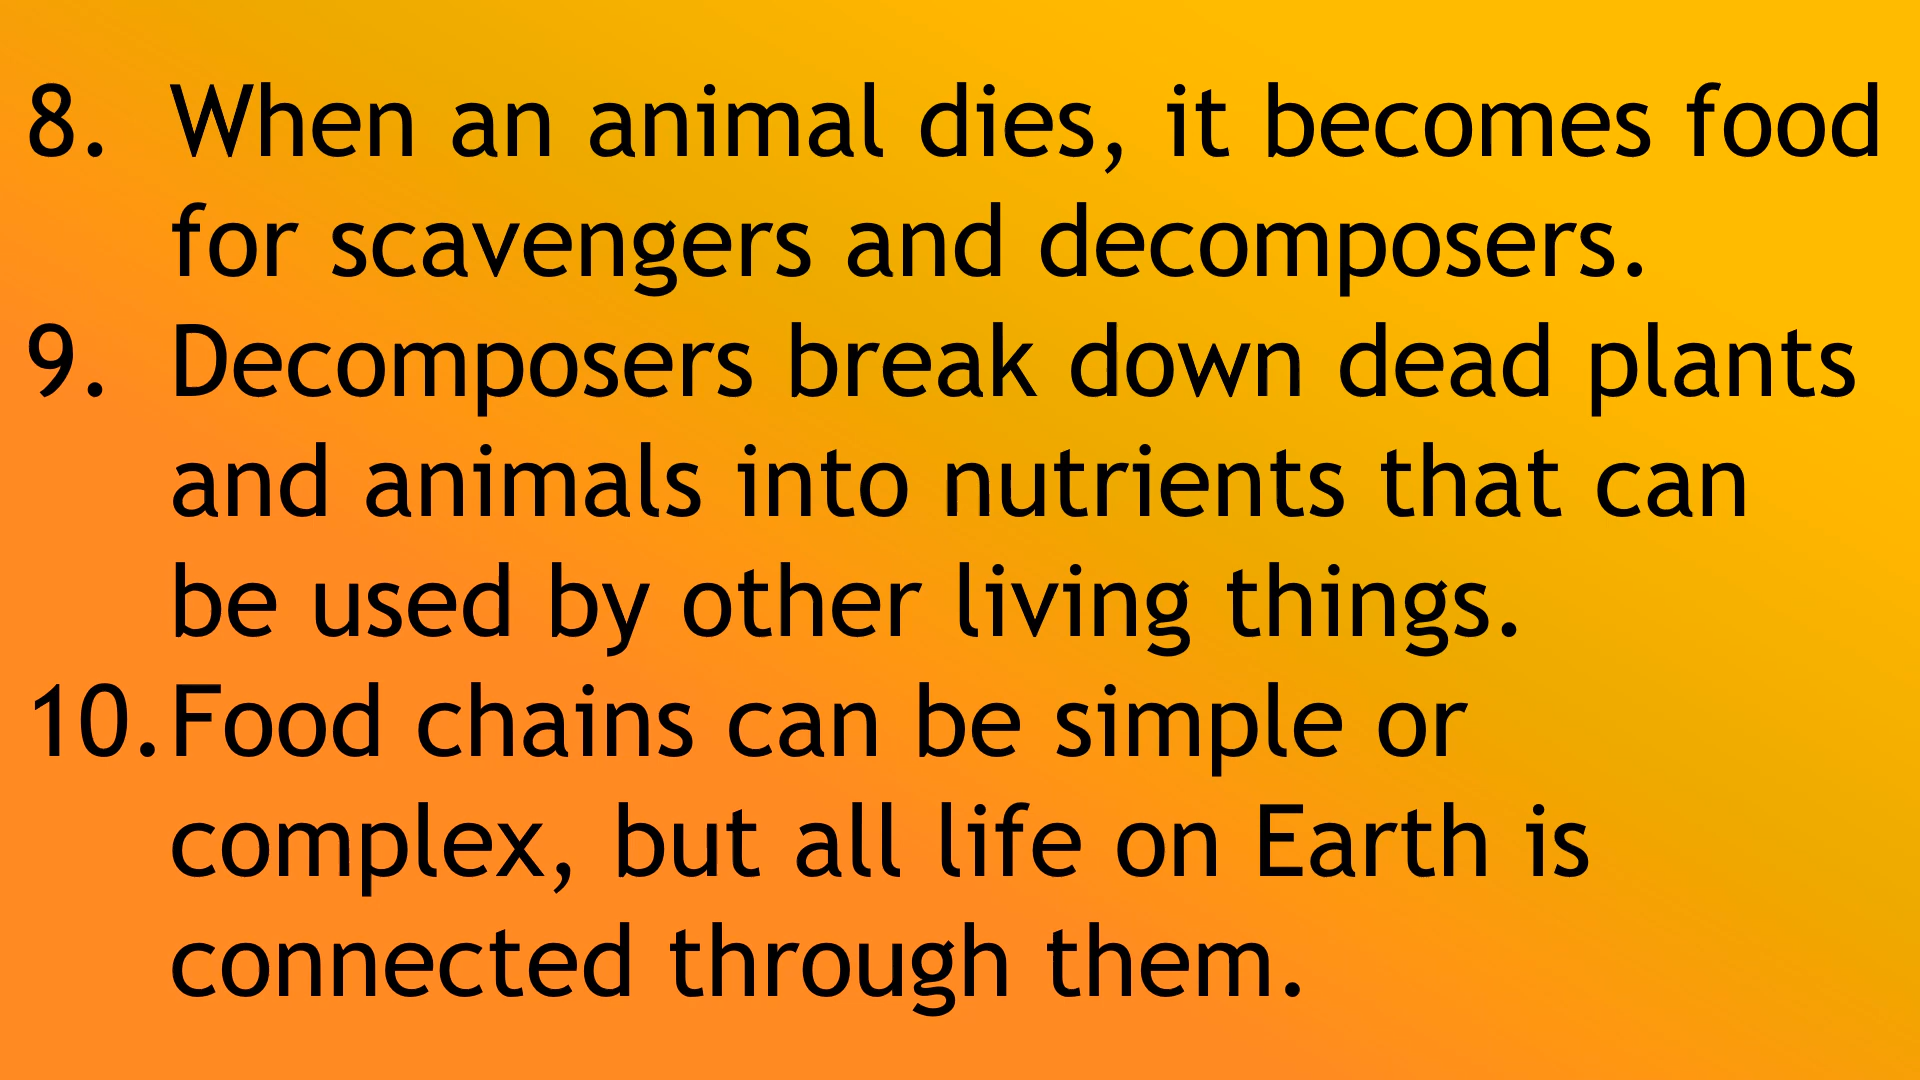 8. When an animal dies, it becomes food
for scavengers and decomposers.
9. Decomposers break down dead plants
and animals into nutrients that can
be used by other living things.
10. Food chains can be simple or
complex, but all life on Earth is
connected through them.